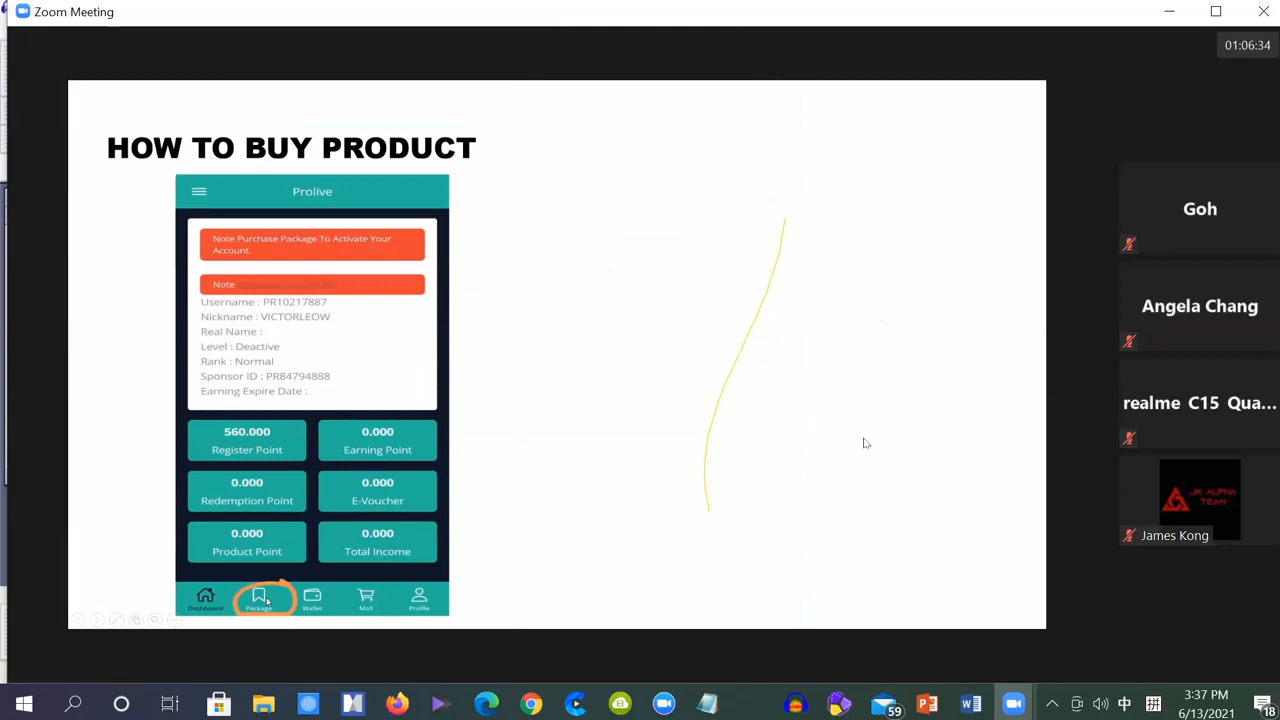 Zoom Meeting
01:06:34
HOW TO BUY PRODUCT
Prolive
Note Purchase Package To Activate Your
Account.
Note
Username : PR10217887
Nickname : VICTORLEOW
Real Name :
Level : Deactive
Rank : Normal
Sponsor ID : PR84794888
Earning Expire Date :
560.000
Register Point
0.000
Earning Point
0.000
Redemption Point
0.000
E-Voucher
0.000
Product Point
0.000
Total Income
Dashboard
Package
Wallet
Mall
Profile
Goh
Angela Chang
realme C15 Qua...
JK ALPHA
TEAM
James Kong
59
中
拼
3:37 PM
6/13/2021
18